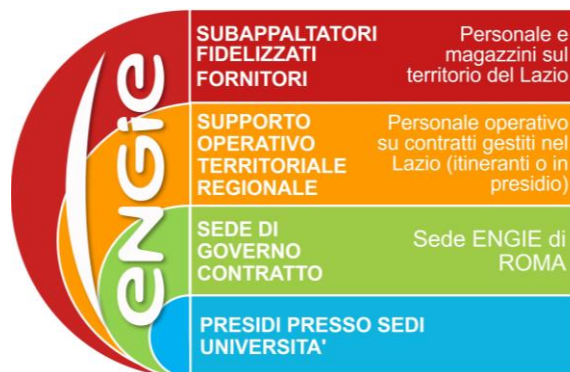 ENGIE
SUBAPPALTATORI
FIDELIZZATI
FORNITORI
Personale e
magazzini sul
territorio del Lazio
SUPPORTO
OPERATIVO
TERRITORIALE
REGIONALE
Personale operativo
su contratti gestiti nel
Lazio (itineranti o in
presidio)
SEDE DI
GOVERNO
CONTRATTO
Sede ENGIE di
ROMA
PRESIDI PRESSO SEDI
UNIVERSITA'